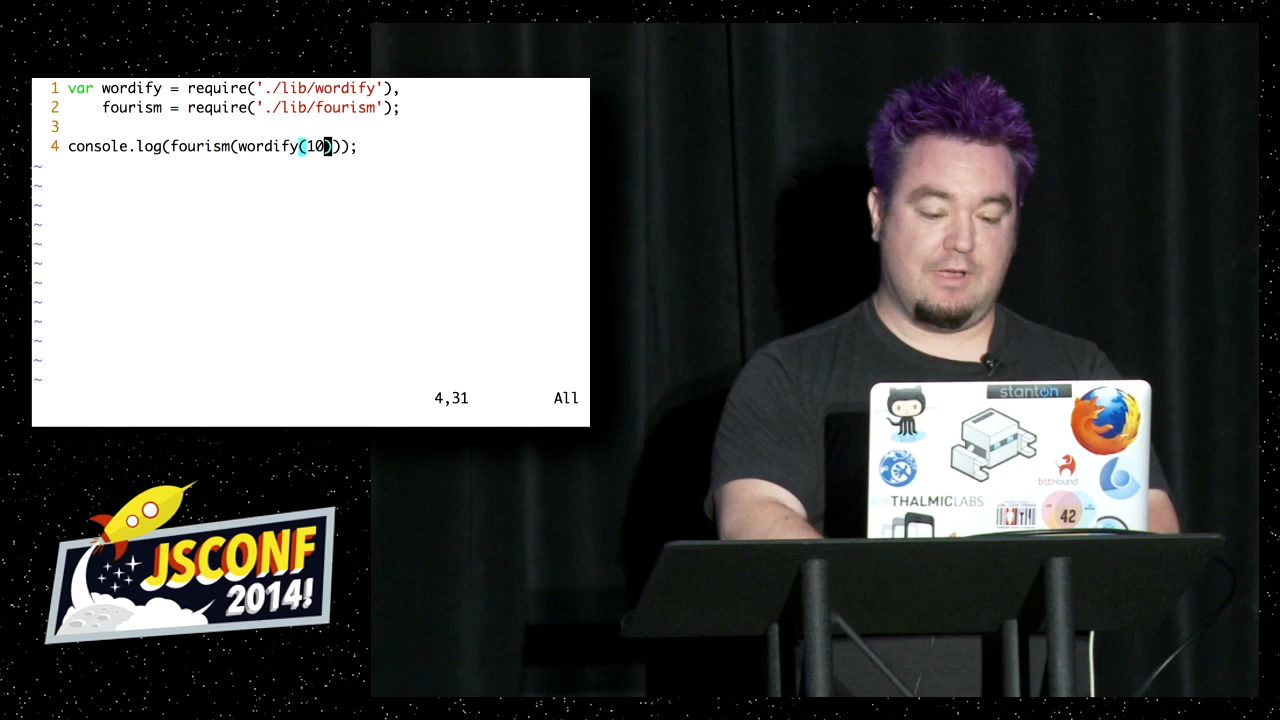 1 var wordify = require('./lib/wordify'),
2 fourism = require('./lib/fourism');
3
4 console.log(fourism(wordify(10)));
~
~
~
~
~
~
~
~
~
~
~
~
4,31 All
JSCONF
2014!
stanton
bitHound
THALMICLABS
42